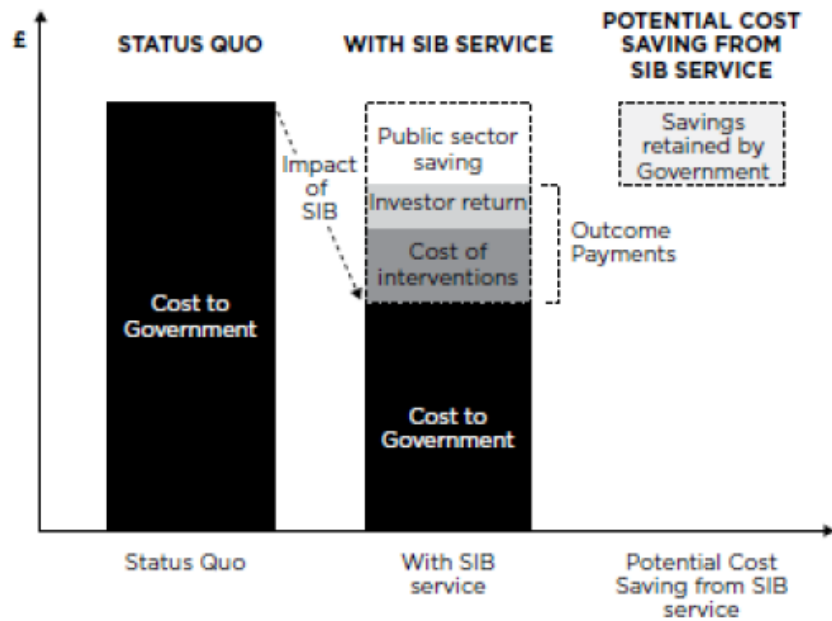 £
STATUS QUO
WITH SIB SERVICE
POTENTIAL COST
SAVING FROM
SIB SERVICE
Cost to
Government
Impact
of
SIB
Public sector
saving
Investor return
Cost of
interventions
Cost to
Government
Outcome
Payments
Savings
retained by
Government
Status Quo
With SIB
service
Potential Cost
Saving from SIB
service